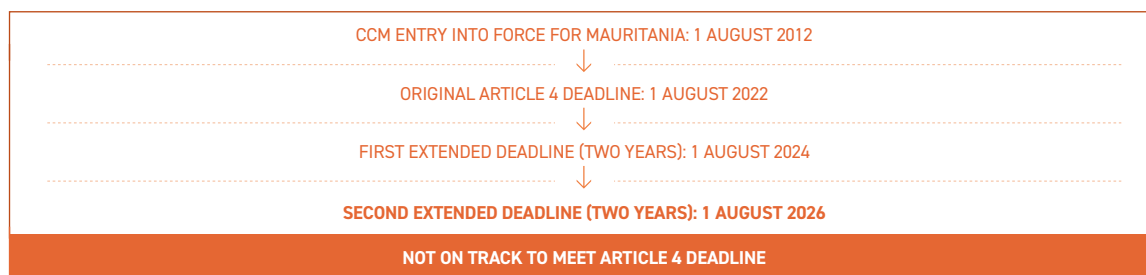 CCM ENTRY INTO FORCE FOR MAURITANIA: 1 AUGUST 2012
ORIGINAL ARTICLE 4 DEADLINE: 1 AUGUST 2022
FIRST EXTENDED DEADLINE (TWO YEARS): 1 AUGUST 2024
SECOND EXTENDED DEADLINE (TWO YEARS): 1 AUGUST 2026
NOT ON TRACK TO MEET ARTICLE 4 DEADLINE